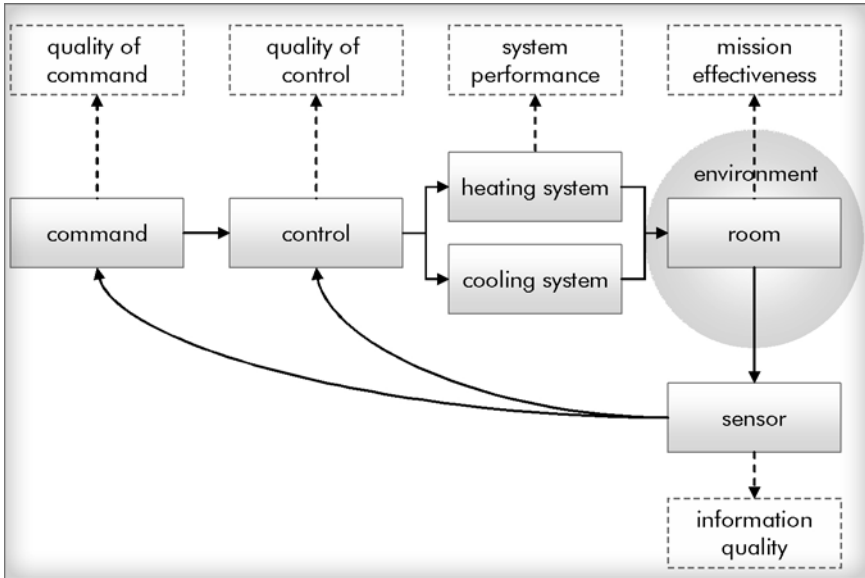 quality of
command
quality of
control
system
performance
mission
effectiveness
heating system
environment
command
control
room
cooling system
sensor
information
quality